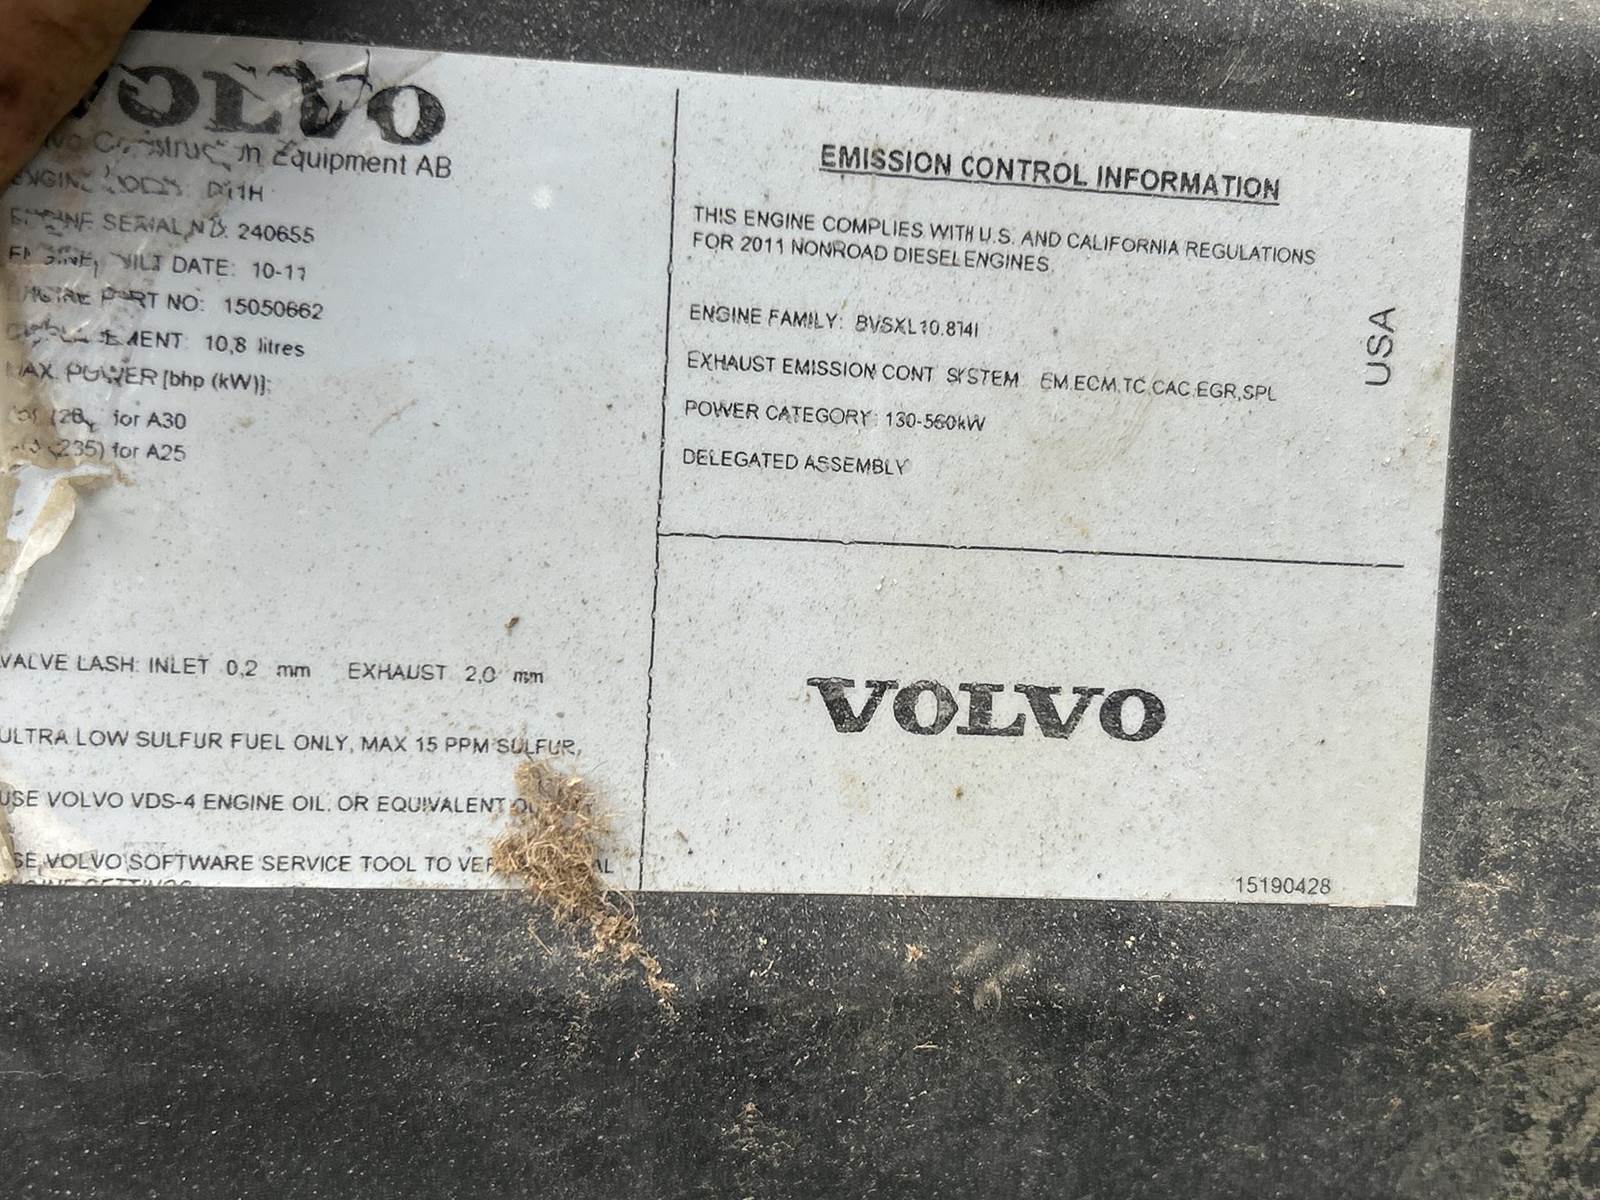 VOLVO
Equipment AB
D11H
SERIAL NO: 240655
DATE: 10-11
PART NO: 15050662
10,8 litres
MAX. POWER [bhp (kW)]:
for A30
(235) for A25
VALVE LASH: INLET 0,2 mm EXHAUST 2,0 mm
ULTRA LOW SULFUR FUEL ONLY, MAX 15 PPM SULFUR,
USE VOLVO VDS-4 ENGINE OIL. OR EQUIVALENT
VOLVO SOFTWARE SERVICE TOOL TO
EMISSION CONTROL INFORMATION
THIS ENGINE COMPLIES WITH U.S. AND CALIFORNIA REGULATIONS
FOR 2011 NONROAD DIESEL ENGINES.
ENGINE FAMILY: BVSXL10.8141
EXHAUST EMISSION CONT SYSTEM: EM,ECM,TC,CAC,EGR,SPL
POWER CATEGORY: 130-560kW
DELEGATED ASSEMBLY
USA
VOLVO
15190428